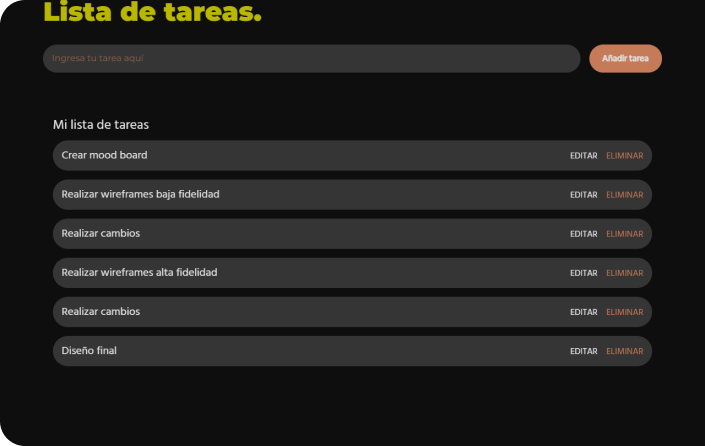 Lista de tareas.
Ingresa tu tarea aquí
Añadir tarea
Mi lista de tareas
Crear mood board EDITAR ELIMINAR
Realizar wireframes baja fidelidad EDITAR ELIMINAR
Realizar cambios EDITAR ELIMINAR
Realizar wireframes alta fidelidad EDITAR ELIMINAR
Realizar cambios EDITAR ELIMINAR
Diseño final EDITAR ELIMINAR